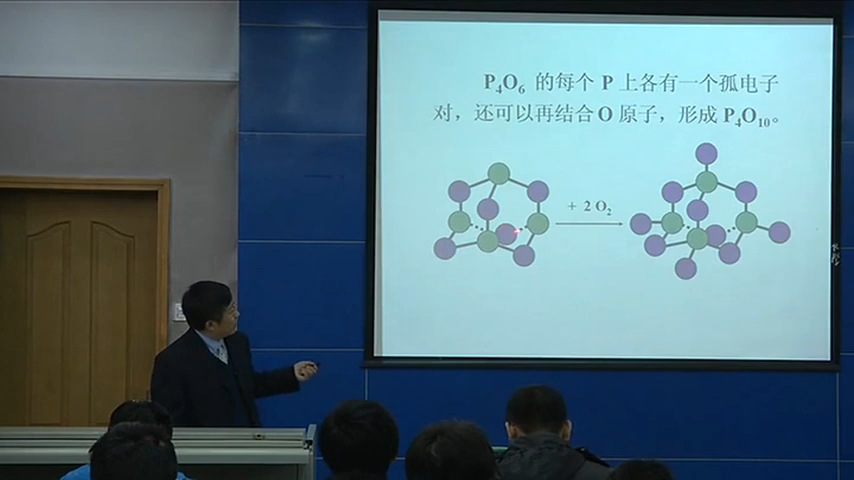 P₄O₆ 的每个 P 上各有一个孤电子
对，还可以再结合 O 原子，形成 P₄O₁₀。
+ 2 O₂